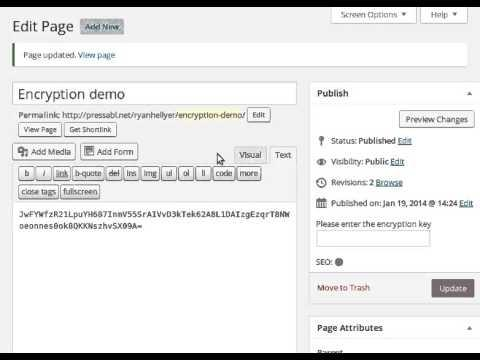 Screen Options ▼ Help ▼
Edit Page Add New
Page updated. View page
Encryption demo
Permalink: http://pressabl.net/ryanhellyer/encryption-demo/ Edit
View Page Get Shortlink
Add Media Add Form Visual Text
b i link b-quote del ins img ul ol li code more
close tags fullscreen
JwFYWfzR21LpuYH687InmV55SrAIVvD3kTek62A8L1DAIzgEzqrT8NW
oeonnes0ok8QKKNszhvSX09A=
Publish
Preview Changes
Status: Published Edit
Visibility: Public Edit
Revisions: 2 Browse
Published on: Jan 19, 2014 @ 14:24 Edit
Please enter the encryption key
SEO:
Move to Trash Update
Page Attributes
Parent